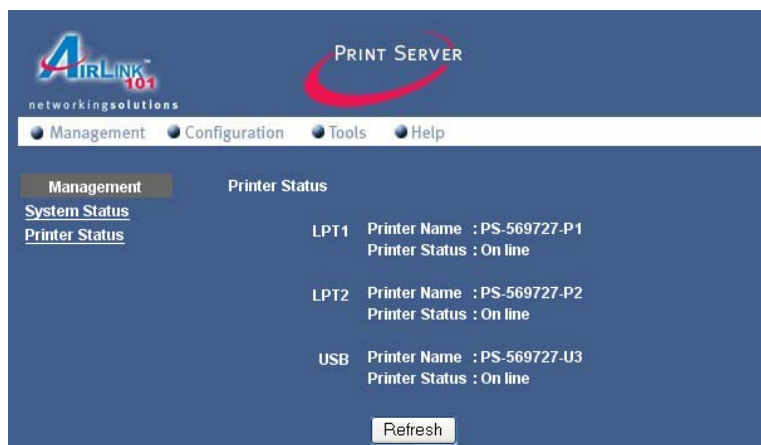 AIRLINK™
101
networkingsolutions
PRINT SERVER
Management Configuration Tools Help
Management
System Status
Printer Status
Printer Status
LPT1 Printer Name : PS-569727-P1
Printer Status : On line
LPT2 Printer Name : PS-569727-P2
Printer Status : On line
USB Printer Name : PS-569727-U3
Printer Status : On line
Refresh